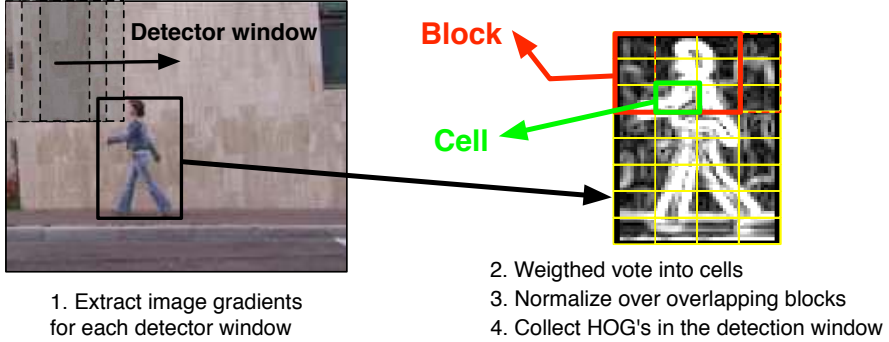 Detector window
Block
Cell
1. Extract image gradients
for each detector window
2. Weigthed vote into cells
3. Normalize over overlapping blocks
4. Collect HOG's in the detection window